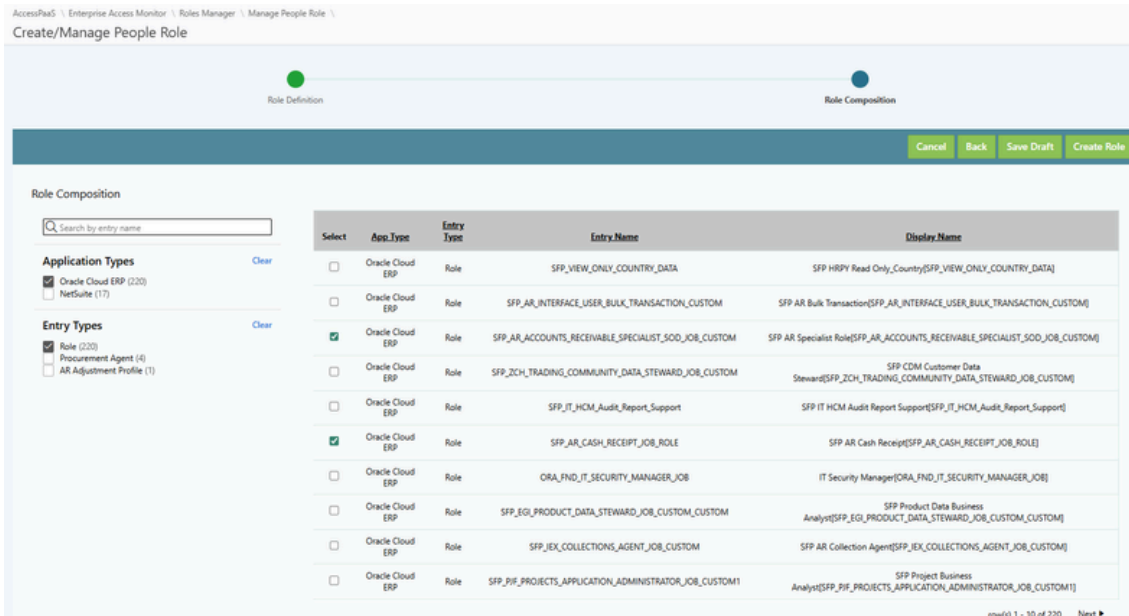 AccessPaaS \ Enterprise Access Monitor \ Roles Manager \ Manage People Role \
Create/Manage People Role
Role Definition
Role Composition
Cancel Back Save Draft Create Role
Role Composition
Search by entry name
Application Types Clear
Oracle Cloud ERP (220)
NetSuite (17)
Entry Types Clear
Role (220)
Procurement Agent (4)
AR Adjustment Profile (1)
Select App Type Entry Type Entry Name Display Name
Oracle Cloud ERP Role SFP_VIEW_ONLY_COUNTRY_DATA SFP HRPY Read Only_Country[SFP_VIEW_ONLY_COUNTRY_DATA]
Oracle Cloud ERP Role SFP_AR_INTERFACE_USER_BULK_TRANSACTION_CUSTOM SFP AR Bulk Transaction[SFP_AR_INTERFACE_USER_BULK_TRANSACTION_CUSTOM]
Oracle Cloud ERP Role SFP_AR_ACCOUNTS_RECEIVABLE_SPECIALIST_SOD_JOB_CUSTOM SFP AR Specialist Role[SFP_AR_ACCOUNTS_RECEIVABLE_SPECIALIST_SOD_JOB_CUSTOM]
Oracle Cloud ERP Role SFP_ZCH_TRADING_COMMUNITY_DATA_STEWARD_JOB_CUSTOM SFP CDM Customer Data Steward[SFP_ZCH_TRADING_COMMUNITY_DATA_STEWARD_JOB_CUSTOM]
Oracle Cloud ERP Role SFP_IT_HCM_Audit_Report_Support SFP IT HCM Audit Report Support[SFP_IT_HCM_Audit_Report_Support]
Oracle Cloud ERP Role SFP_AR_CASH_RECEIPT_JOB_ROLE SFP AR Cash Receipt[SFP_AR_CASH_RECEIPT_JOB_ROLE]
Oracle Cloud ERP Role ORA_FND_IT_SECURITY_MANAGER_JOB IT Security Manager[ORA_FND_IT_SECURITY_MANAGER_JOB]
Oracle Cloud ERP Role SFP_EGI_PRODUCT_DATA_STEWARD_JOB_CUSTOM_CUSTOM SFP Product Data Business Analyst[SFP_EGI_PRODUCT_DATA_STEWARD_JOB_CUSTOM_CUSTOM]
Oracle Cloud ERP Role SFP_IEX_COLLECTIONS_AGENT_JOB_CUSTOM SFP AR Collection Agent[SFP_IEX_COLLECTIONS_AGENT_JOB_CUSTOM]
Oracle Cloud ERP Role SFP_PJF_PROJECTS_APPLICATION_ADMINISTRATOR_JOB_CUSTOM1 SFP Project Business Analyst[SFP_PJF_PROJECTS_APPLICATION_ADMINISTRATOR_JOB_CUSTOM1]
row(s) 1 - 10 of 220 Next